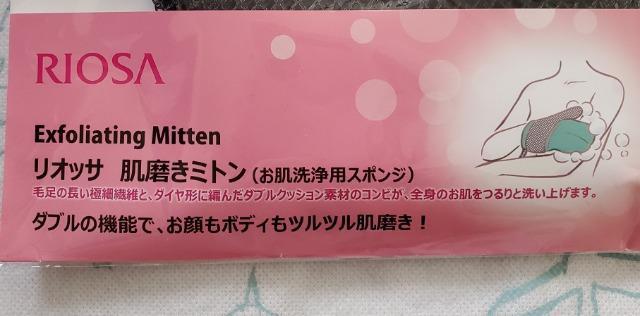 RIOSA
Exfoliating Mitten
リオッサ 肌磨きミトン(お肌洗浄用スポンジ)
毛足の長い極細繊維と、ダイヤ形に編んだダブルクッション素材のコンビが、全身のお肌をつるりと洗い上げます。
ダブルの機能で、お顔もボディもツルツル肌磨き！